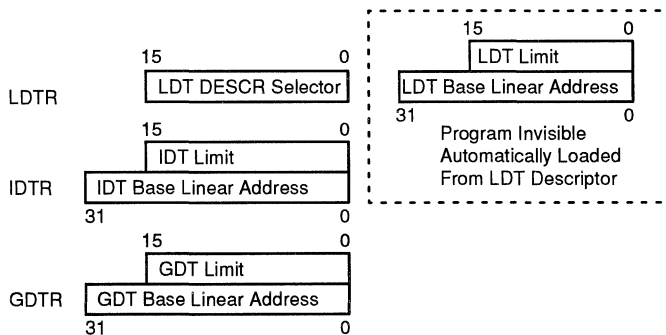 15 0
LDTR
LDT DESCR Selector
15 0
IDT Limit
IDTR
IDT Base Linear Address
31 0
15 0
GDT Limit
GDTR
GDT Base Linear Address
31 0
15 0
LDT Limit
LDT Base Linear Address
31 0
Program Invisible
Automatically Loaded
From LDT Descriptor